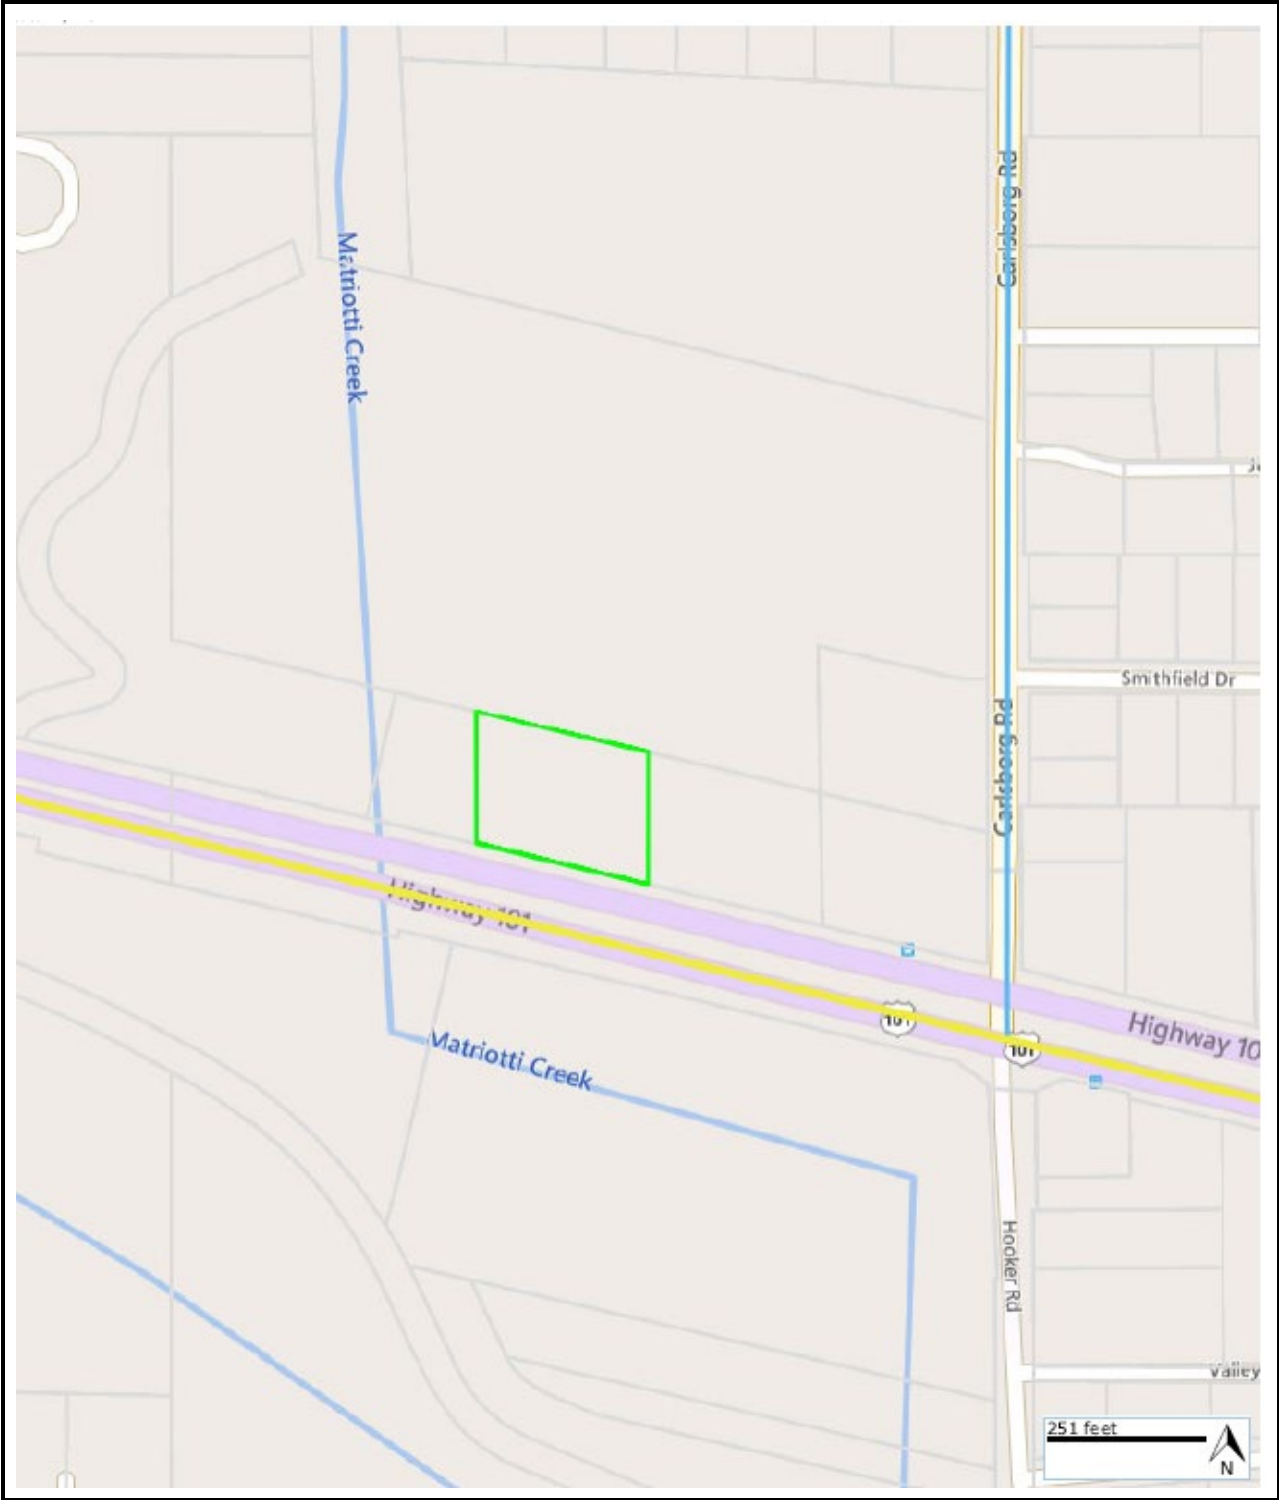 Carlsborg Rd
Matriotti Creek
Smithfield Dr
Carlsborg Rd
Highway 101
101
Highway 10
101
Matriotti Creek
Hooker Rd
Valley
251 feet
N